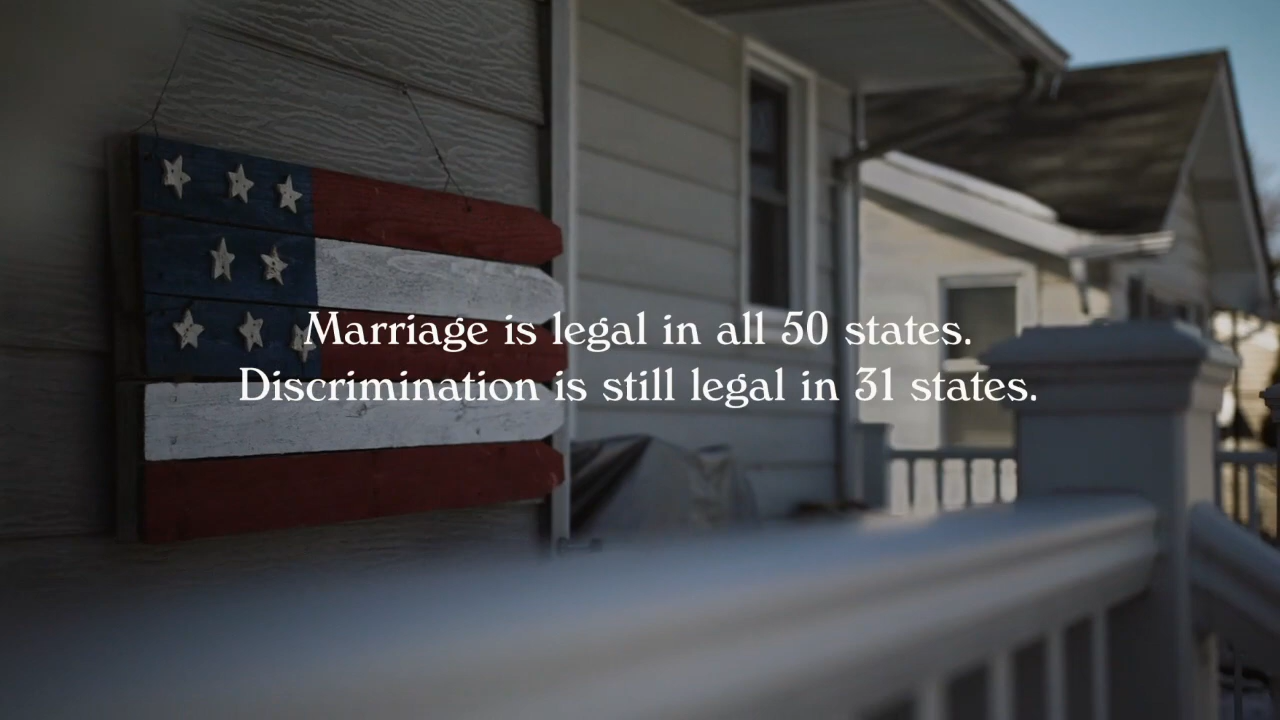 Marriage is legal in all 50 states.
Discrimination is still legal in 31 states.